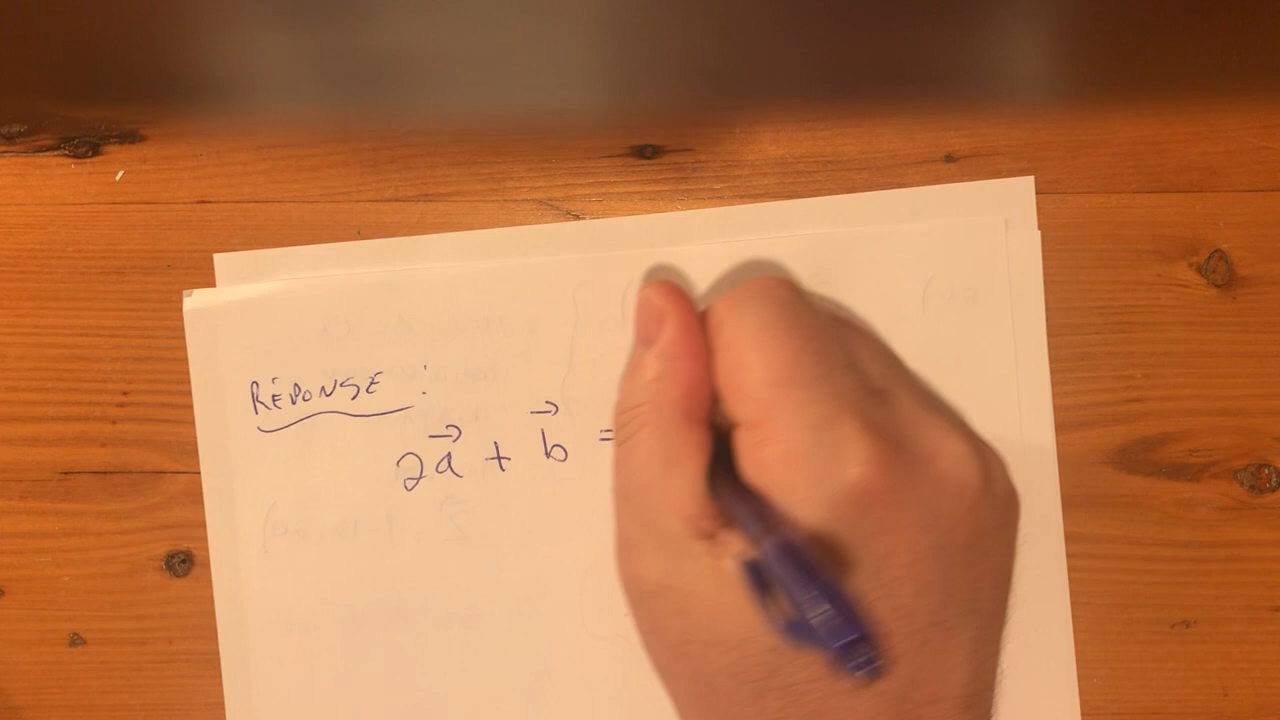 RÉPONSE :
2a⃗ + b⃗ =